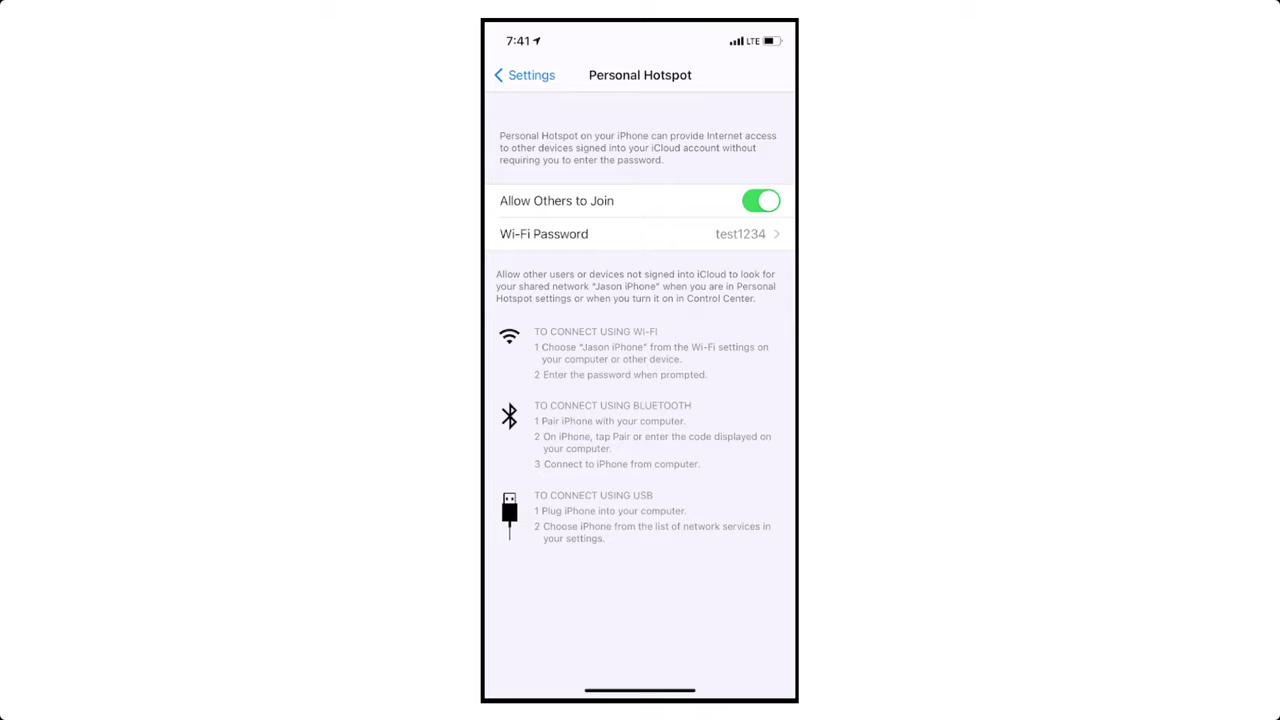 7:41
LTE
Settings
Personal Hotspot
Personal Hotspot on your iPhone can provide Internet access
to other devices signed into your iCloud account without
requiring you to enter the password.
Allow Others to Join
Wi-Fi Password test1234
Allow other users or devices not signed into iCloud to look for
your shared network “Jason iPhone” when you are in Personal
Hotspot settings or when you turn it on in Control Center.
TO CONNECT USING WI-FI
1 Choose “Jason iPhone” from the Wi-Fi settings on
your computer or other device.
2 Enter the password when prompted.
TO CONNECT USING BLUETOOTH
1 Pair iPhone with your computer.
2 On iPhone, tap Pair or enter the code displayed on
your computer.
3 Connect to iPhone from computer.
TO CONNECT USING USB
1 Plug iPhone into your computer.
2 Choose iPhone from the list of network services in
your settings.